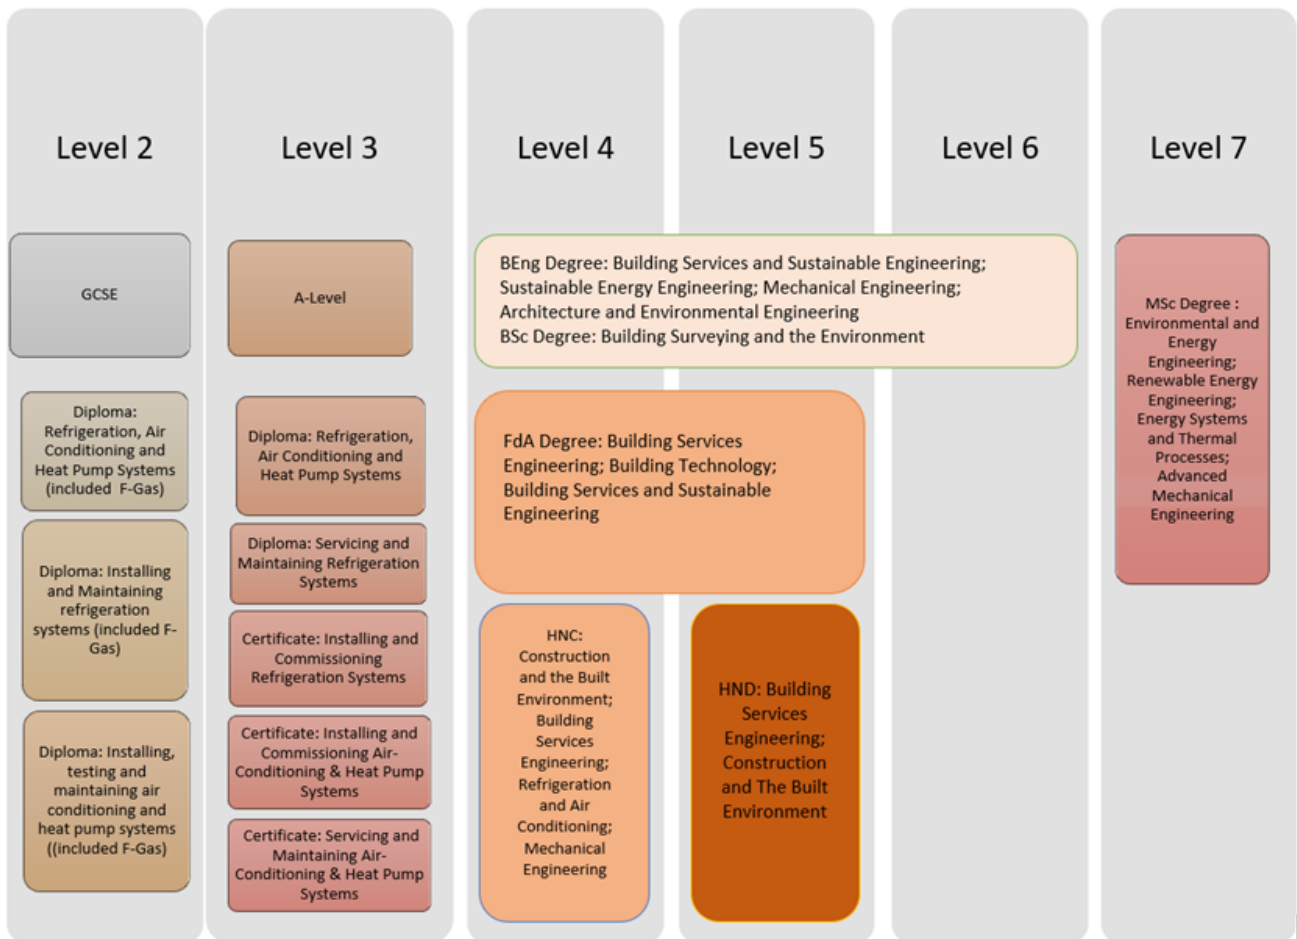 Level 2
Level 3
Level 4
Level 5
Level 6
Level 7
GCSE
Diploma:
Refrigeration, Air
Conditioning and
Heat Pump Systems
(included F-Gas)
Diploma: Installing
and Maintaining
refrigeration
systems (included F-
Gas)
Diploma: Installing,
testing and
maintaining air
conditioning and
heat pump systems
((included F-Gas)
A-Level
Diploma: Refrigeration,
Air Conditioning and
Heat Pump Systems
Diploma: Servicing and
Maintaining Refrigeration
Systems
Certificate: Installing and
Commissioning
Refrigeration Systems
Certificate: Installing and
Commissioning Air-
Conditioning & Heat Pump
Systems
Certificate: Servicing and
Maintaining Air-
Conditioning & Heat Pump
Systems
BEng Degree: Building Services and Sustainable Engineering;
Sustainable Energy Engineering; Mechanical Engineering;
Architecture and Environmental Engineering
BSc Degree: Building Surveying and the Environment
FdA Degree: Building Services
Engineering; Building Technology;
Building Services and Sustainable
Engineering
HNC:
Construction
and the Built
Environment;
Building
Services
Engineering;
Refrigeration
and Air
Conditioning;
Mechanical
Engineering
HND: Building
Services
Engineering;
Construction
and The Built
Environment
MSc Degree :
Environmental and
Energy
Engineering;
Renewable Energy
Engineering;
Energy Systems
and Thermal
Processes;
Advanced
Mechanical
Engineering